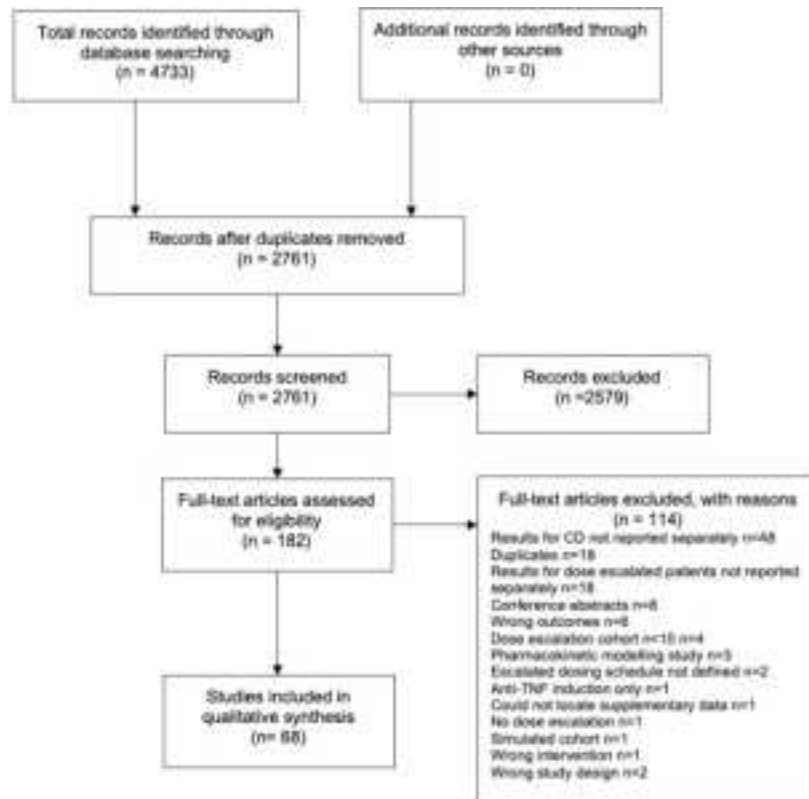 Total records identified through
database searching
(n = 4733)
Additional records identified through
other sources
(n = 0)
Records after duplicates removed
(n = 2761)
Records screened
(n = 2761)
Records excluded
(n =2579)
Full-text articles assessed
for eligibility
(n = 182)
Full-text articles excluded, with reasons
(n = 114)
Results for CD not reported separately n=48
Duplicates
Results for dose escalated patients not reported
separately
Conference abstracts
Wrong outcomes
Dose escalation cohort n<10 n=4
Pharmacokinetic modelling study
Escalated dosing schedule not defined n=2
Anti-TNF induction only n=1
Could not locate supplementary data n=1
No dose escalation n=1
Simulated cohort n=1
Wrong intervention n=1
Wrong study design n=2
Studies included in
qualitative synthesis
(n= 68)